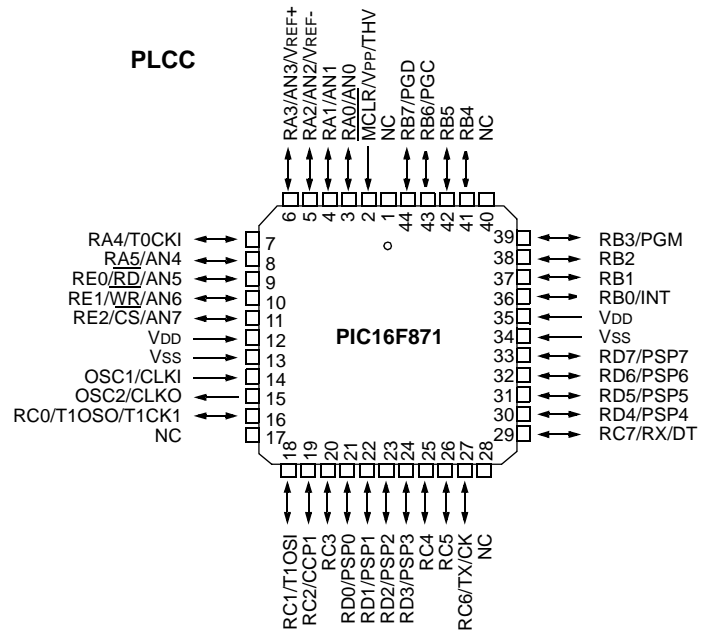 PLCC
RA3/AN3/VREF+
RA2/AN2/VREF-
RA1/AN1
RA0/AN0
MCLR/VPP/THV
NC
RB7/PGD
RB6/PGC
RB5
RB4
NC
6
5
4
3
2
1
44
43
42
41
40
RA4/T0CKI 7
RA5/AN4 8
RE0/RD/AN5 9
RE1/WR/AN6 10
RE2/CS/AN7 11
VDD 12
VSS 13
OSC1/CLKI 14
OSC2/CLKO 15
RC0/T1OSO/T1CK1 16
NC 17
PIC16F871
39 RB3/PGM
38 RB2
37 RB1
36 RB0/INT
35 VDD
34 VSS
33 RD7/PSP7
32 RD6/PSP6
31 RD5/PSP5
30 RD4/PSP4
29 RC7/RX/DT
18
19
20
21
22
23
24
25
26
27
28
RC1/T1OSI
RC2/CCP1
RC3
RD0/PSP0
RD1/PSP1
RD2/PSP2
RD3/PSP3
RC4
RC5
RC6/TX/CK
NC